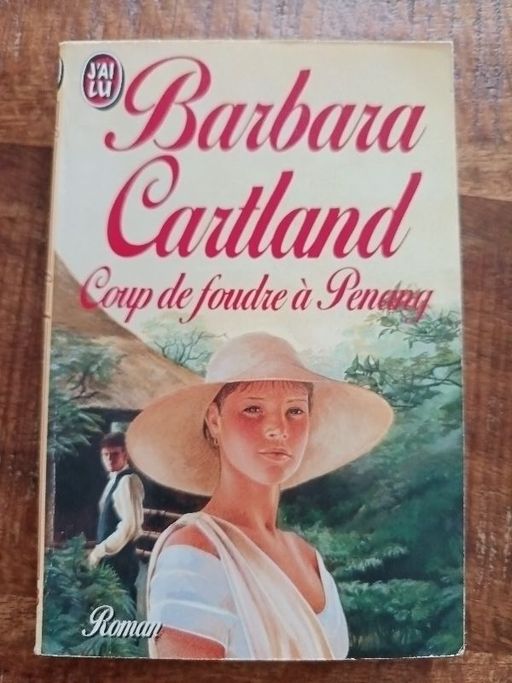 J'AI
LU
Barbara
Cartland
Coup de foudre à Penang
Roman